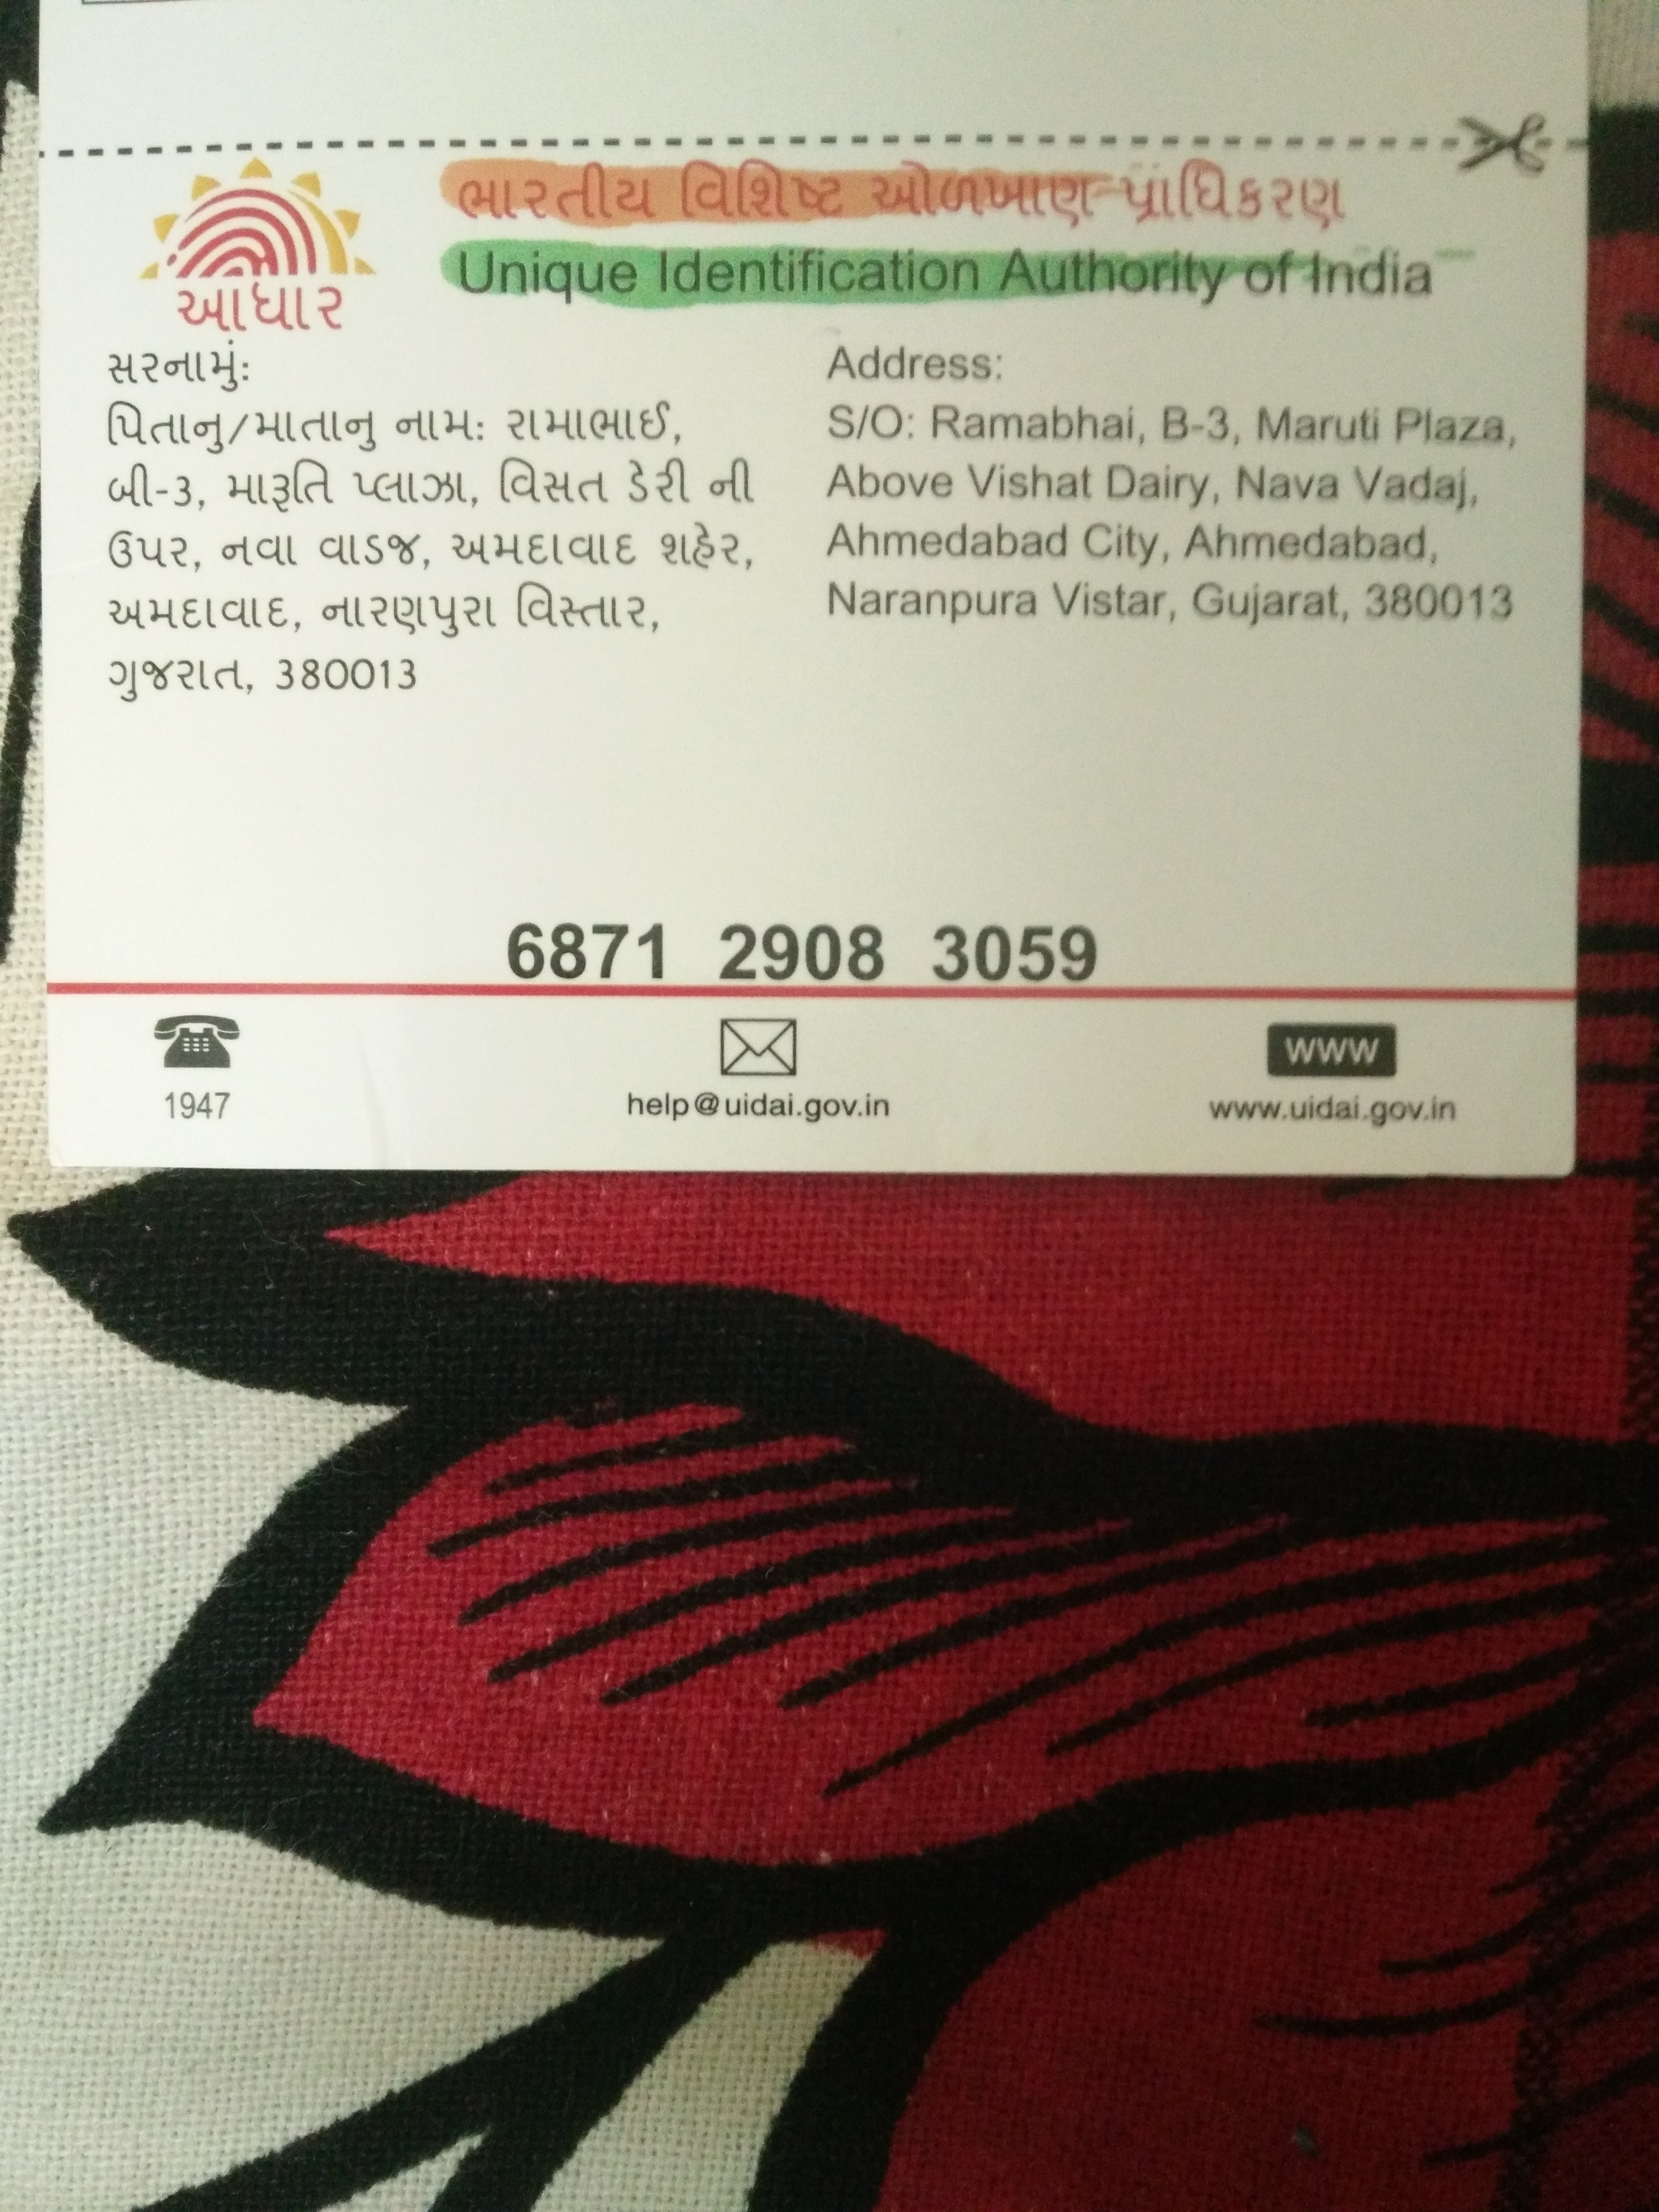 ભારતીય વિશિષ્ટ ઓળખાણ પ્રાધિકરણ
Unique Identification Authority of India
આધાર
સરનામું:
પિતાનુ/માતાનુ નામ: રામાભાઈ,
બી-૩, મારૂતિ પ્લાઝા, વિસત ડેરી ની
ઉપર, નવા વાડજ, અમદાવાદ શહેર,
અમદાવાદ, નારણપુરા વિસ્તાર,
ગુજરાત, 380013
Address:
S/O: Ramabhai, B-3, Maruti Plaza,
Above Vishat Dairy, Nava Vadaj,
Ahmedabad City, Ahmedabad,
Naranpura Vistar, Gujarat, 380013
6871 2908 3059
1947
help@uidai.gov.in
WWW
www.uidai.gov.in